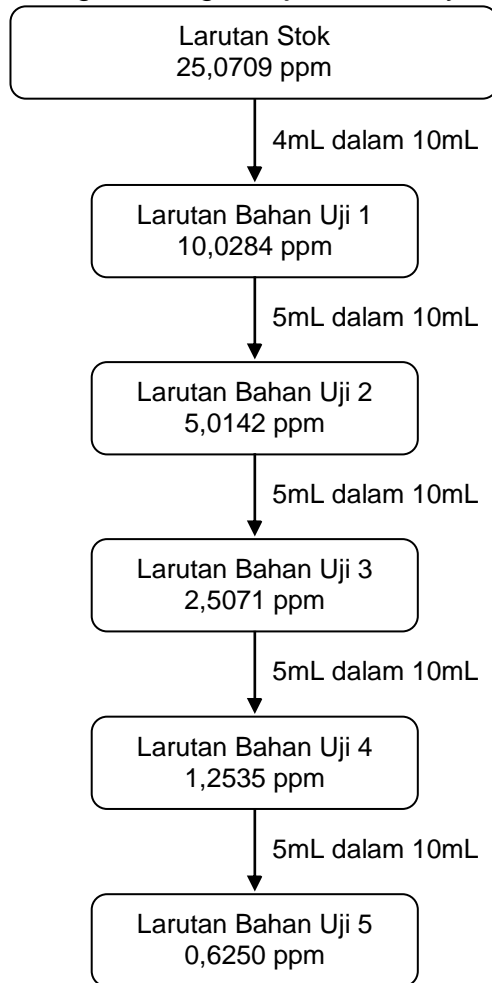 Larutan Stok
25,0709 ppm
4mL dalam 10mL
Larutan Bahan Uji 1
10,0284 ppm
5mL dalam 10mL
Larutan Bahan Uji 2
5,0142 ppm
5mL dalam 10mL
Larutan Bahan Uji 3
2,5071 ppm
5mL dalam 10mL
Larutan Bahan Uji 4
1,2535 ppm
5mL dalam 10mL
Larutan Bahan Uji 5
0,6250 ppm